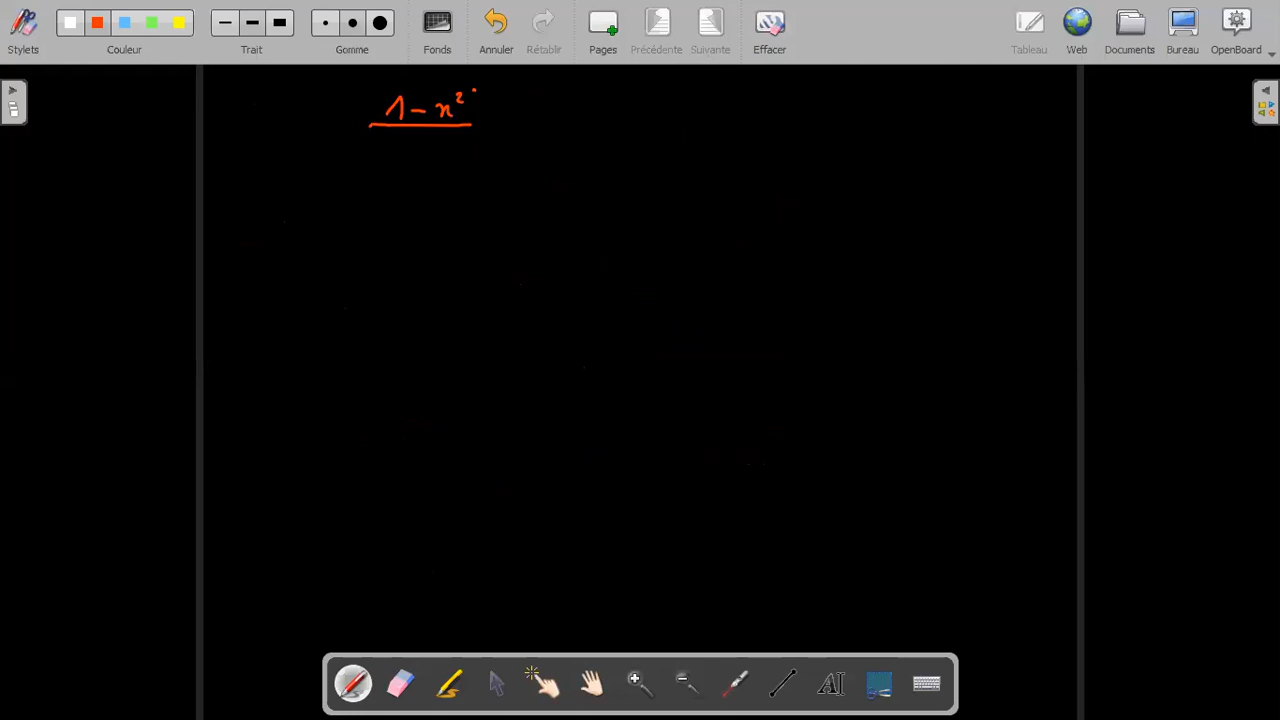 Stylets Couleur Trait Gomme Fonds Annuler Rétablir Pages Précédente Suivante Effacer Tableau Web Documents Bureau OpenBoard
1 - x²